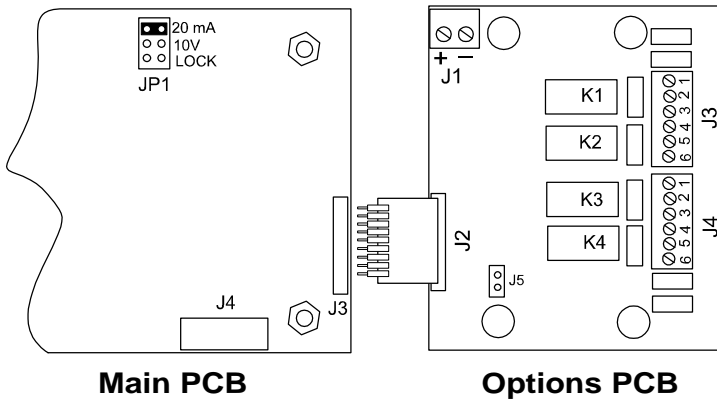 20 mA
10V
LOCK
JP1
J3
J4
Main PCB
+ −
J1
K1
K2
K3
K4
J2
J5
1
2
3
4
5
6
J3
1
2
3
4
5
6
J4
Options PCB